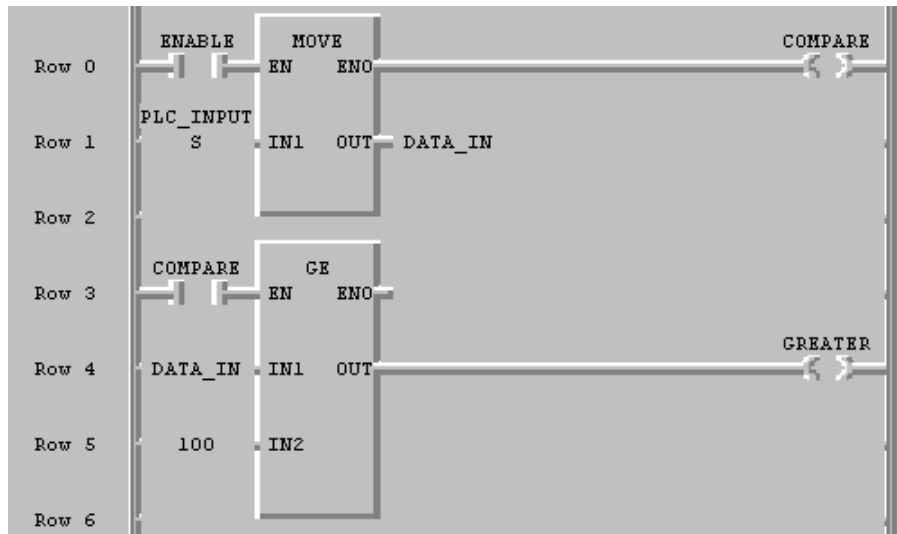 ENABLE MOVE COMPARE
Row 0 EN ENO
PLC_INPUT
Row 1 S IN1 OUT DATA_IN
Row 2
COMPARE GE
Row 3 EN ENO
GREATER
Row 4 DATA_IN IN1 OUT
Row 5 100 IN2
Row 6